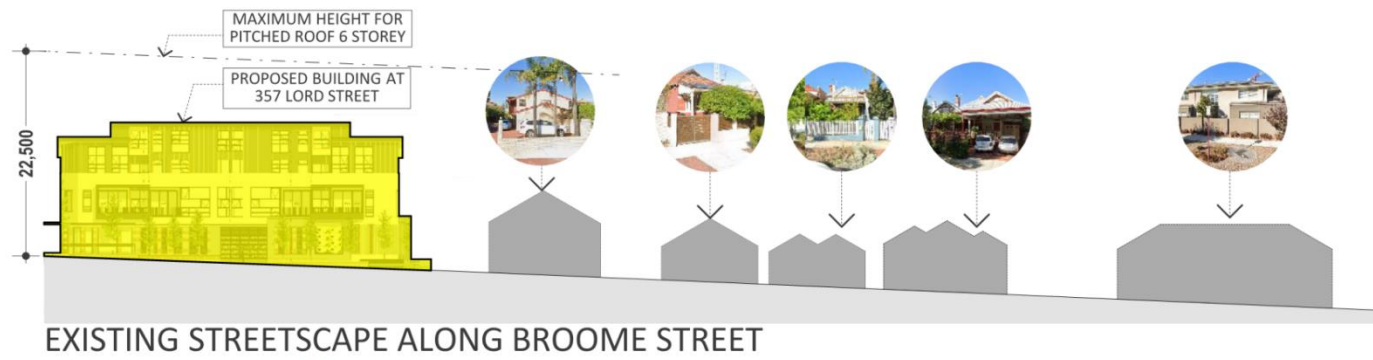 MAXIMUM HEIGHT FOR
PITCHED ROOF 6 STOREY
PROPOSED BUILDING AT
357 LORD STREET
22,500
EXISTING STREETSCAPE ALONG BROOME STREET